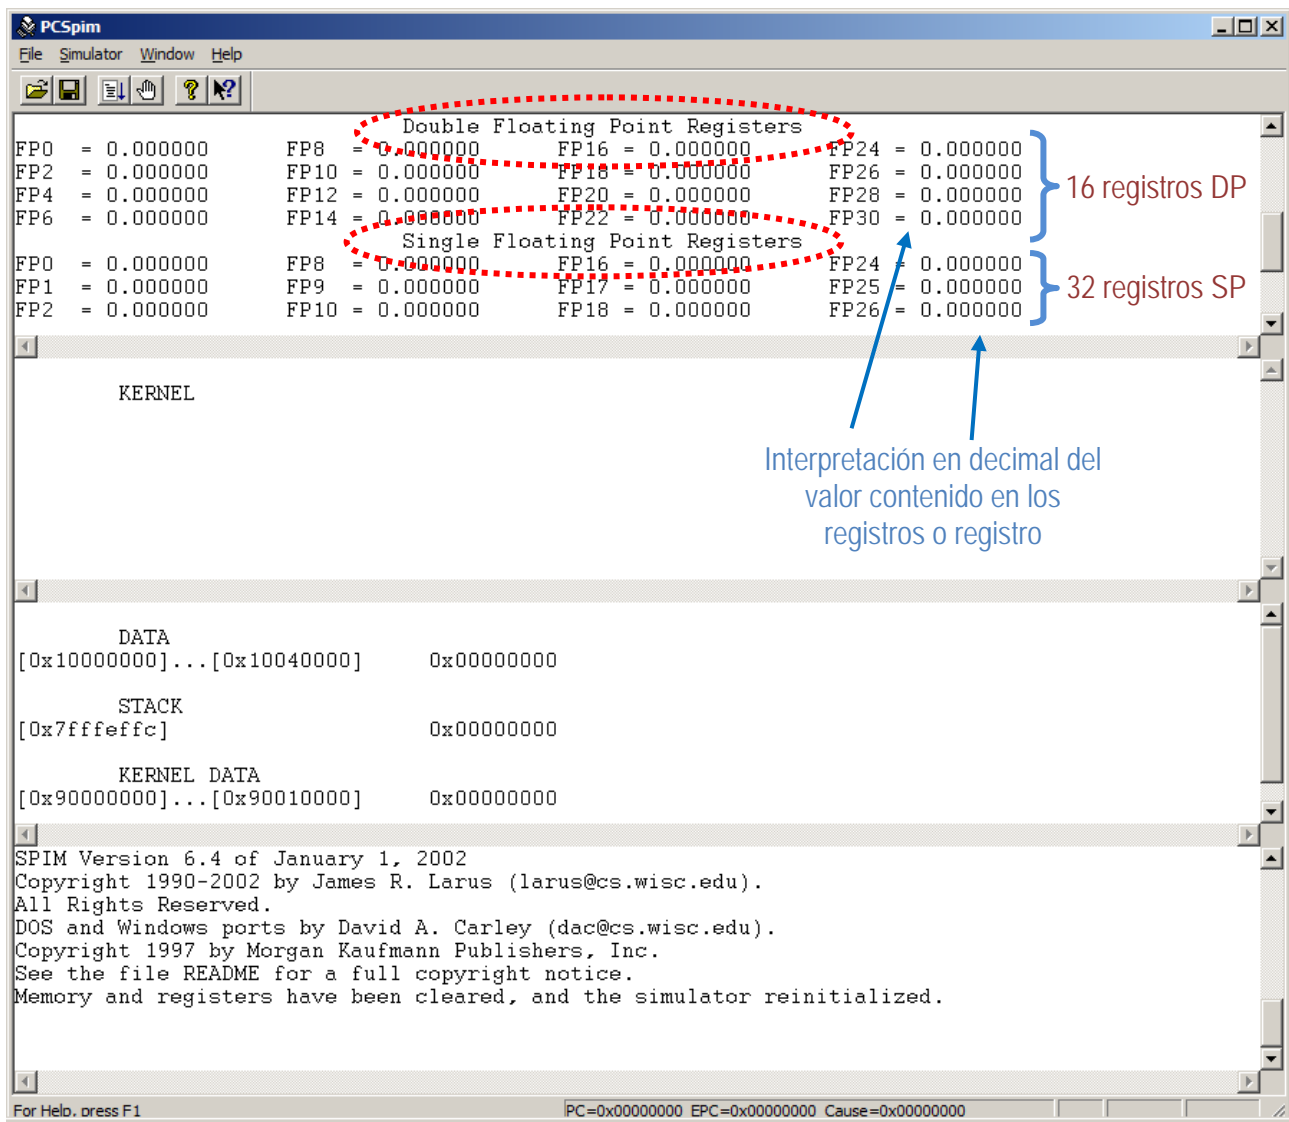 PCSpim
File Simulator Window Help
Double Floating Point Registers
FP0 = 0.000000 FP8 = 0.000000 FP16 = 0.000000 FP24 = 0.000000
FP2 = 0.000000 FP10 = 0.000000 FP18 = 0.000000 FP26 = 0.000000
FP4 = 0.000000 FP12 = 0.000000 FP20 = 0.000000 FP28 = 0.000000
FP6 = 0.000000 FP14 = 0.000000 FP22 = 0.000000 FP30 = 0.000000
16 registros DP
Single Floating Point Registers
FP0 = 0.000000 FP8 = 0.000000 FP16 = 0.000000 FP24 = 0.000000
FP1 = 0.000000 FP9 = 0.000000 FP17 = 0.000000 FP25 = 0.000000
FP2 = 0.000000 FP10 = 0.000000 FP18 = 0.000000 FP26 = 0.000000
32 registros SP
KERNEL
Interpretación en decimal del
valor contenido en los
registros o registro
DATA
[0x10000000]...[0x10040000] 0x00000000
STACK
[0x7fffeffc] 0x00000000
KERNEL DATA
[0x90000000]...[0x90010000] 0x00000000
SPIM Version 6.4 of January 1, 2002
Copyright 1990-2002 by James R. Larus (larus@cs.wisc.edu).
All Rights Reserved.
DOS and Windows ports by David A. Carley (dac@cs.wisc.edu).
Copyright 1997 by Morgan Kaufmann Publishers, Inc.
See the file README for a full copyright notice.
Memory and registers have been cleared, and the simulator reinitialized.
For Help, press F1 PC=0x00000000 EPC=0x00000000 Cause=0x00000000